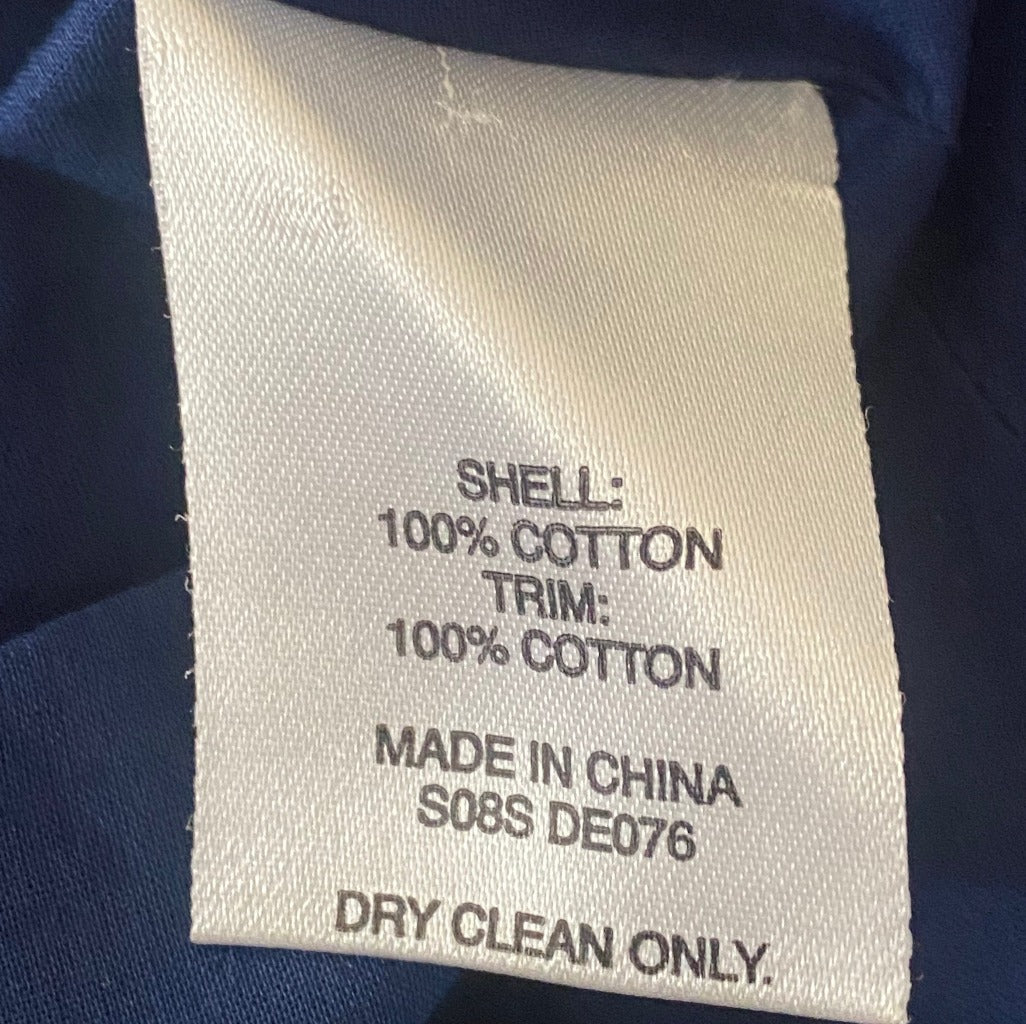 SHELL:
100% COTTON
TRIM:
100% COTTON
MADE IN CHINA
S08S DE076
DRY CLEAN ONLY.